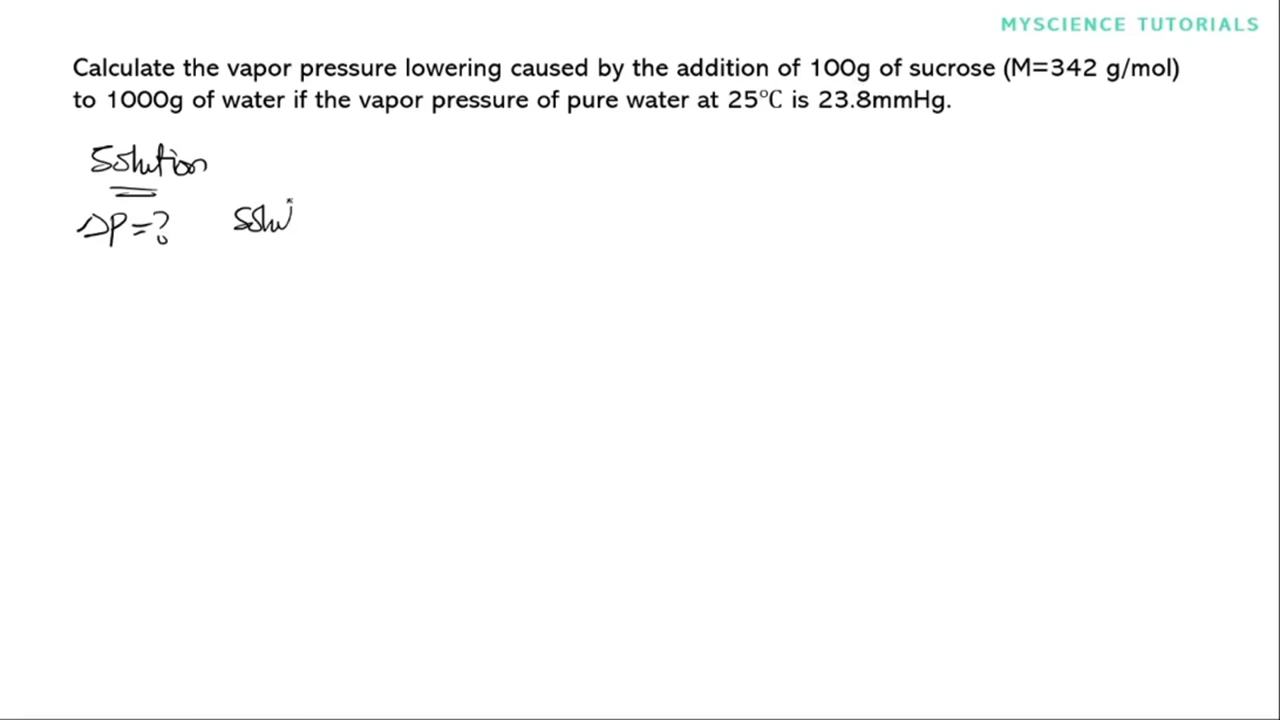 MYSCIENCE TUTORIALS
Calculate the vapor pressure lowering caused by the addition of 100g of sucrose (M=342 g/mol)
to 1000g of water if the vapor pressure of pure water at 25°C is 23.8mmHg.
Solution
ΔP=?